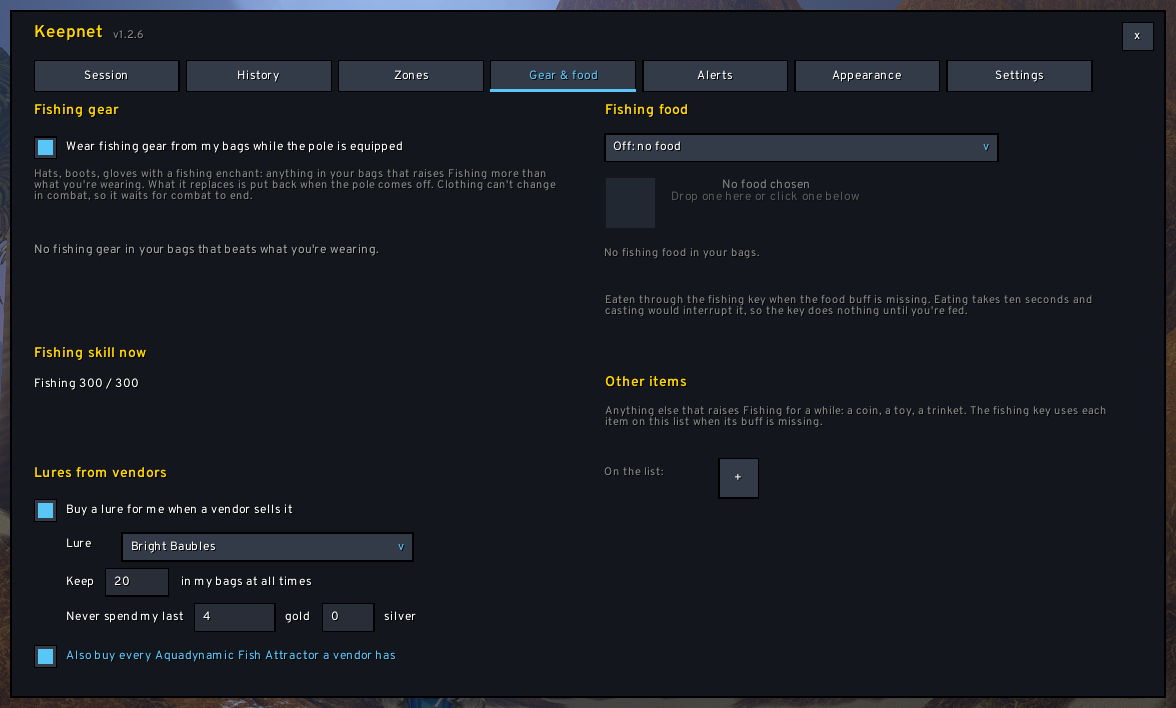 Keepnet v1.2.6
x
Session
History
Zones
Gear & food
Alerts
Appearance
Settings
Fishing gear
Wear fishing gear from my bags while the pole is equipped
Hats, boots, gloves with a fishing enchant: anything in your bags that raises Fishing more than
what you're wearing. What it replaces is put back when the pole comes off. Clothing can't change
in combat, so it waits for combat to end.
No fishing gear in your bags that beats what you're wearing.
Fishing skill now
Fishing 300 / 300
Lures from vendors
Buy a lure for me when a vendor sells it
Lure
Bright Baubles
v
Keep 20 in my bags at all times
Never spend my last 4 gold 0 silver
Also buy every Aquadynamic Fish Attractor a vendor has
Fishing food
Off: no food
v
No food chosen
Drop one here or click one below
No fishing food in your bags.
Eaten through the fishing key when the food buff is missing. Eating takes ten seconds and
casting would interrupt it, so the key does nothing until you're fed.
Other items
Anything else that raises Fishing for a while: a coin, a toy, a trinket. The fishing key uses each
item on this list when its buff is missing.
On the list:
+